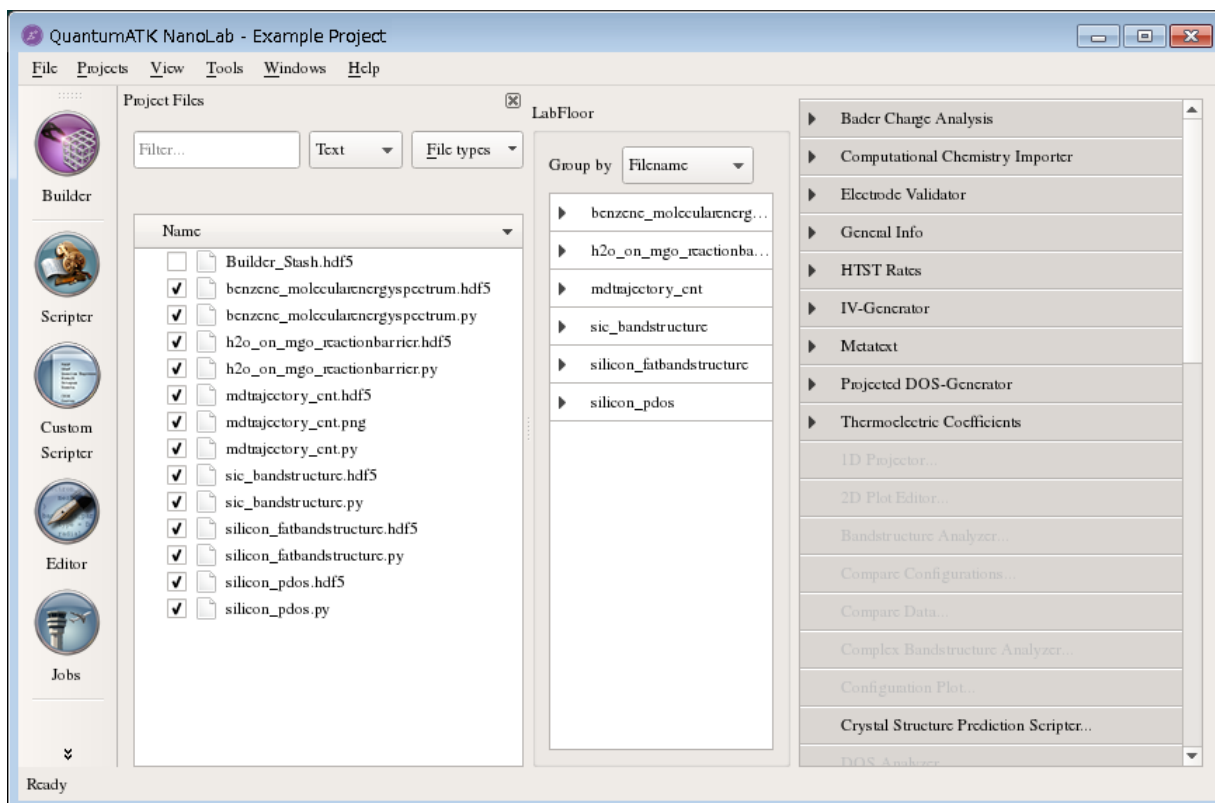 QuantumATK NanoLab - Example Project
File Projects View Tools Windows Help
Builder
Scripter
Custom
Scripter
Editor
Jobs
Project Files
Filter...
Text
File types
Name
Builder_Stash.hdf5
benzene_molecularenergyspectrum.hdf5
benzene_molecularenergyspectrum.py
h2o_on_mgo_reactionbarrier.hdf5
h2o_on_mgo_reactionbarrier.py
mdtrajectory_cnt.hdf5
mdtrajectory_cnt.png
mdtrajectory_cnt.py
sic_bandstructure.hdf5
sic_bandstructure.py
silicon_fatbandstructure.hdf5
silicon_fatbandstructure.py
silicon_pdos.hdf5
silicon_pdos.py
LabFloor
Group by Filename
benzene_molecularenerg...
h2o_on_mgo_reactionba...
mdtrajectory_cnt
sic_bandstructure
silicon_fatbandstructure
silicon_pdos
Bader Charge Analysis
Computational Chemistry Importer
Electrode Validator
General Info
HTST Rates
IV-Generator
Metatext
Projected DOS-Generator
Thermoelectric Coefficients
1D Projector...
2D Plot Editor...
Bandstructure Analyzer...
Compare Configurations...
Compare Data...
Complex Bandstructure Analyzer...
Configuration Plot...
Crystal Structure Prediction Scripter...
DOS Analyzer...
Ready